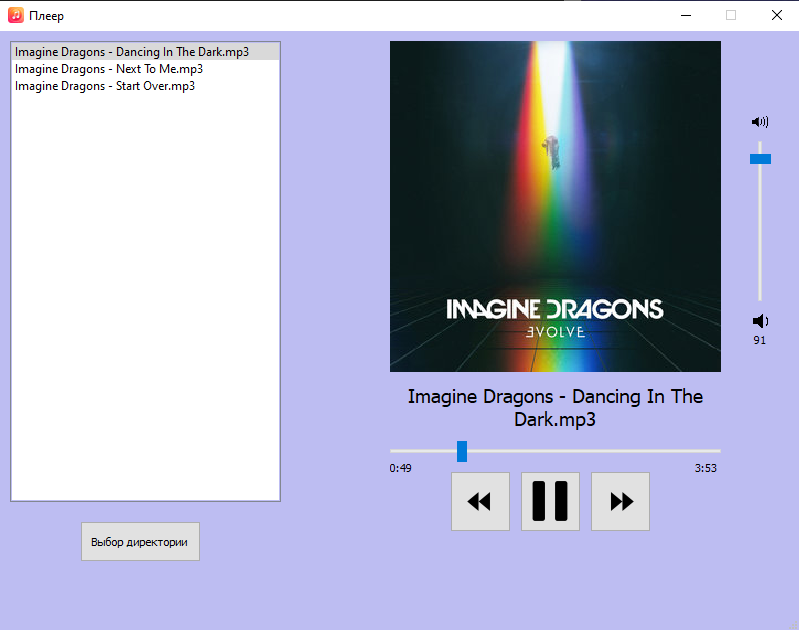 Плеер
Imagine Dragons - Dancing In The Dark.mp3
Imagine Dragons - Next To Me.mp3
Imagine Dragons - Start Over.mp3
Выбор директории
IMAGINE DRAGONS
EVOLVE
Imagine Dragons - Dancing In The
Dark.mp3
0:49
3:53
91